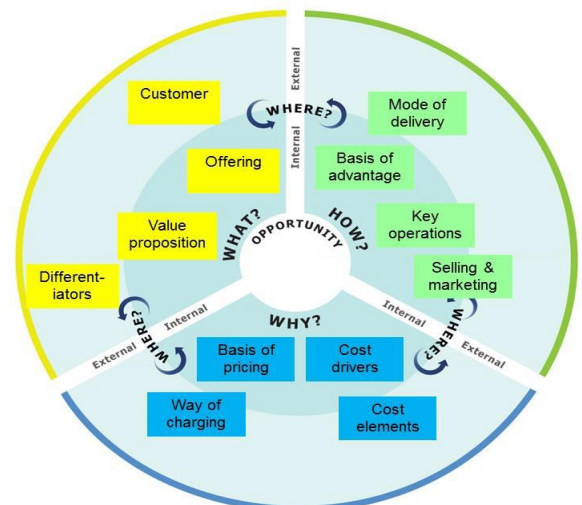 Customer
External
WHERE?
Mode of
delivery
Internal
Offering
Basis of
advantage
Value
proposition
WHAT?
OPPORTUNITY
HOW?
Key
operations
Different-
iators
Selling &
marketing
WHERE?
Internal
External
WHY?
Internal
WHERE?
External
Basis of
pricing
Cost
drivers
Way of
charging
Cost
elements